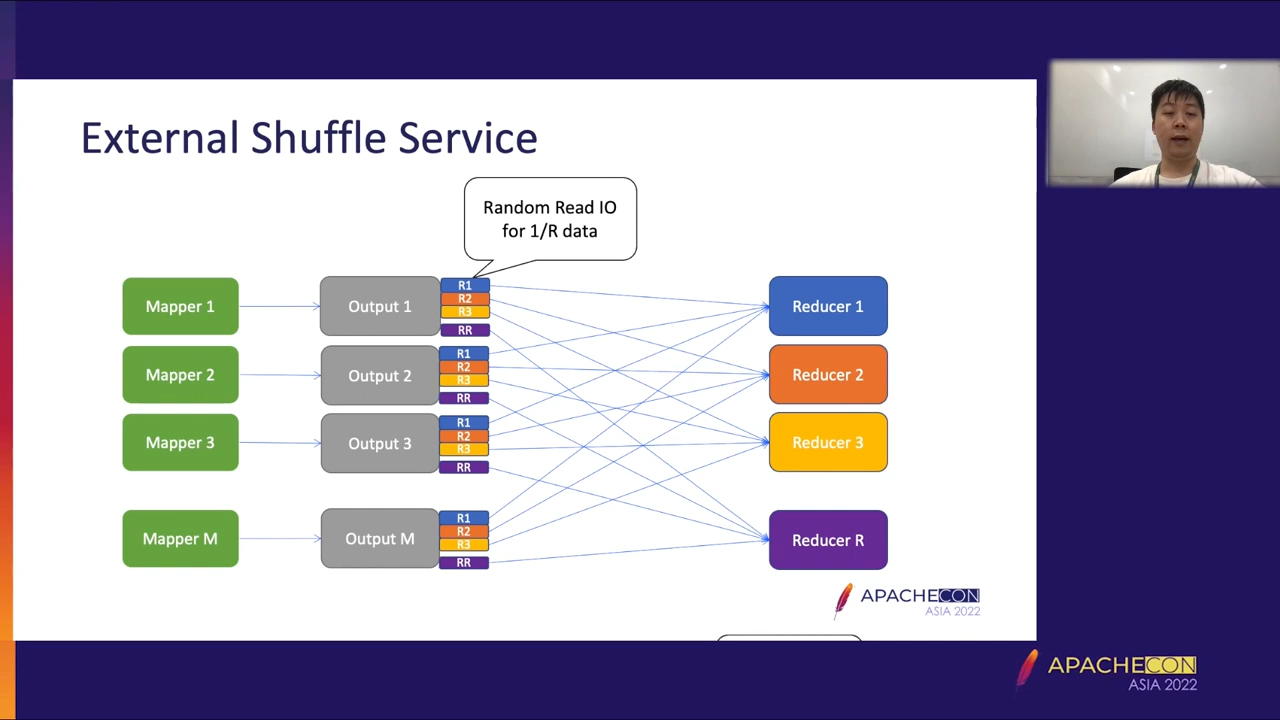 External Shuffle Service
Random Read IO
for 1/R data
Mapper 1
Output 1
R1
R2
R3
RR
Reducer 1
Mapper 2
Output 2
R1
R2
R3
RR
Reducer 2
Mapper 3
Output 3
R1
R2
R3
RR
Reducer 3
Mapper M
Output M
R1
R2
R3
RR
Reducer R
APACHECON
ASIA 2022
APACHECON
ASIA 2022